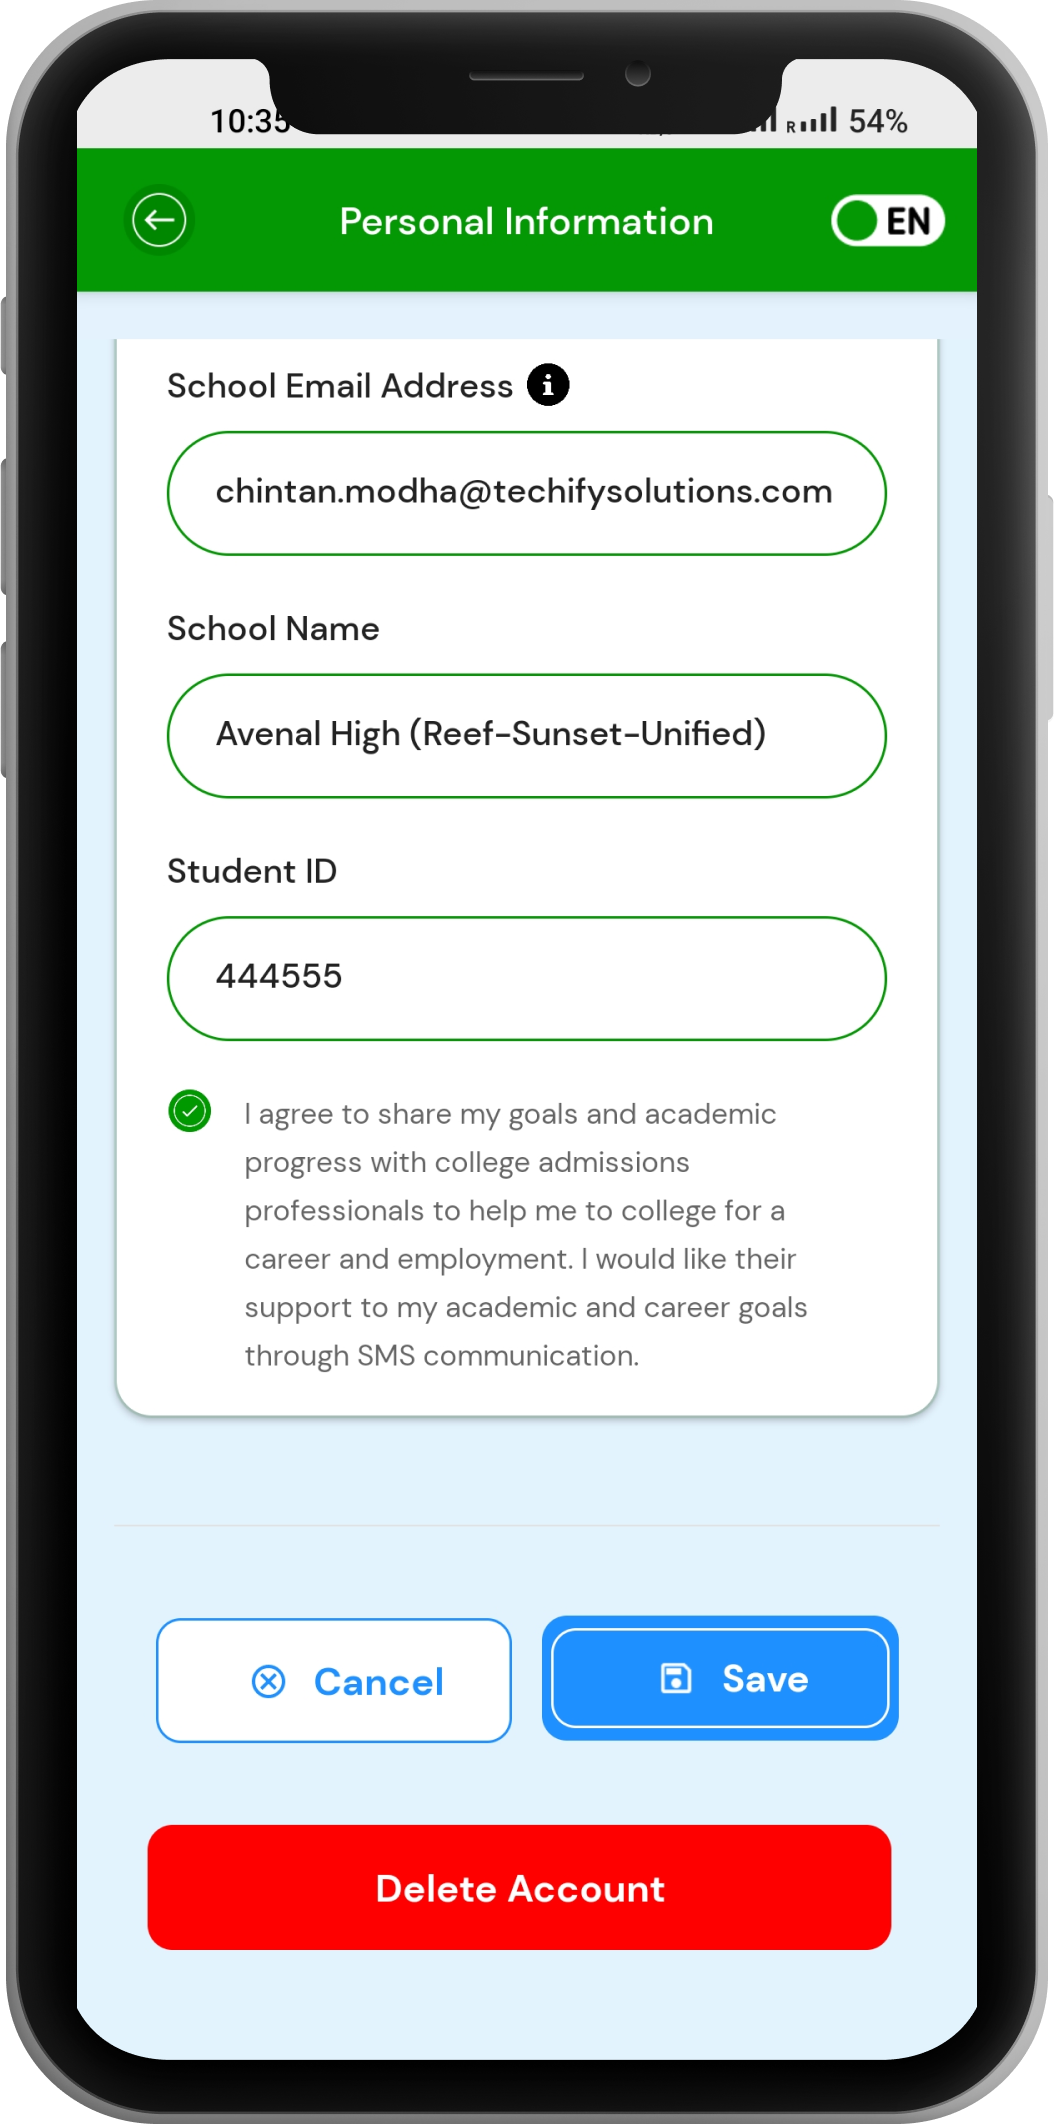 10:35
R 54%
Personal Information
EN
School Email Address
chintan.modha@techifysolutions.com
School Name
Avenal High (Reef-Sunset-Unified)
Student ID
444555
I agree to share my goals and academic
progress with college admissions
professionals to help me to college for a
career and employment. I would like their
support to my academic and career goals
through SMS communication.
Cancel
Save
Delete Account